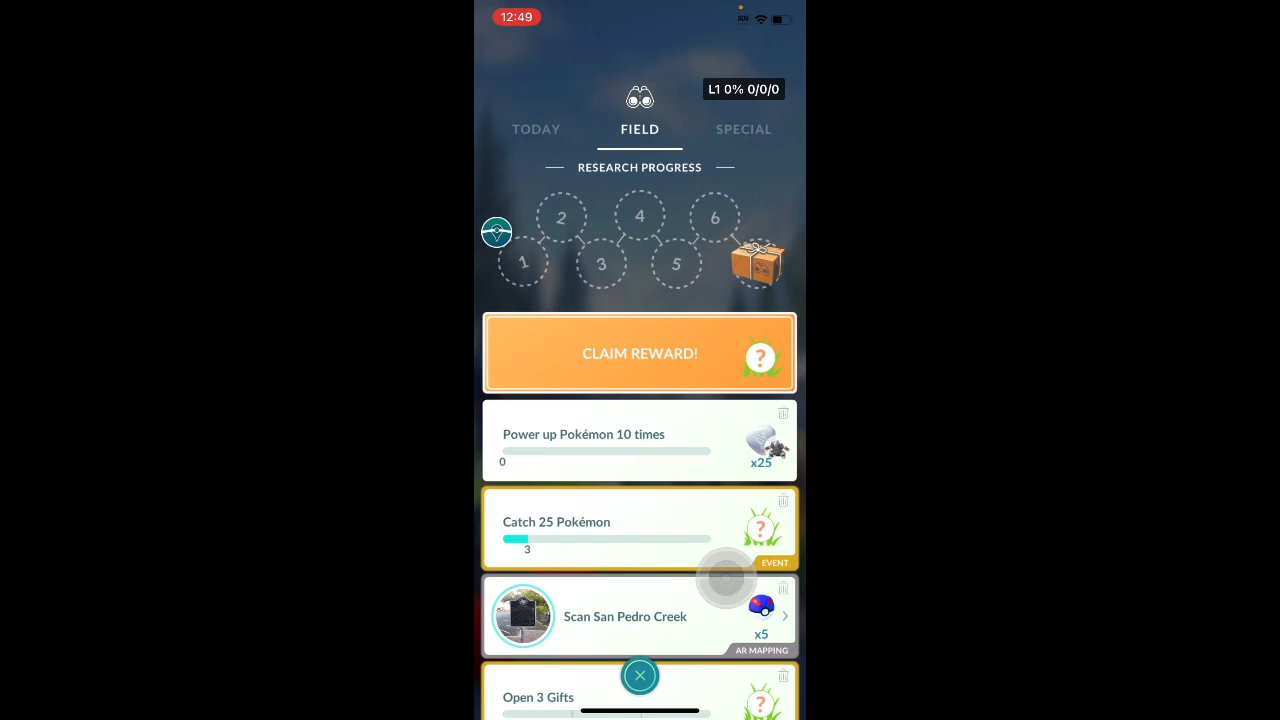 12:49
SOS
L1 0% 0/0/0
TODAY FIELD SPECIAL
RESEARCH PROGRESS
2 4 6
1 3 5
CLAIM REWARD!
?
Power up Pokémon 10 times
0
x25
Catch 25 Pokémon
?
3
EVENT
Scan San Pedro Creek
x5
AR MAPPING
Open 3 Gifts
?